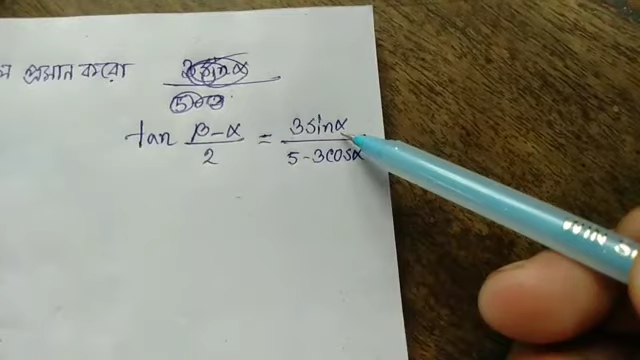 প্রমান করো
tan β-α/2 = 3sinα/5-3cosα